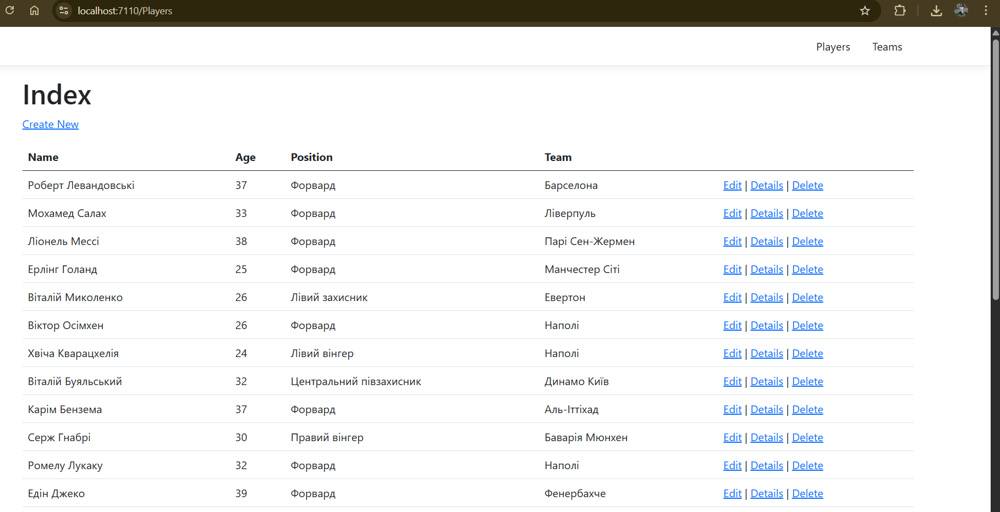 localhost:7110/Players
Players Teams
Index
Create New
Name Age Position Team
Роберт Левандовські 37 Форвард Барселона Edit | Details | Delete
Мохамед Салах 33 Форвард Ліверпуль Edit | Details | Delete
Ліонель Мессі 38 Форвард Парі Сен-Жермен Edit | Details | Delete
Ерлінг Голанд 25 Форвард Манчестер Сіті Edit | Details | Delete
Віталій Миколенко 26 Лівий захисник Евертон Edit | Details | Delete
Віктор Осімхен 26 Форвард Наполі Edit | Details | Delete
Хвіча Кварацхелія 24 Лівий вінгер Наполі Edit | Details | Delete
Віталій Буяльський 32 Центральний півзахисник Динамо Київ Edit | Details | Delete
Карім Бензема 37 Форвард Аль-Іттіхад Edit | Details | Delete
Серж Гнабрі 30 Правий вінгер Баварія Мюнхен Edit | Details | Delete
Ромелу Лукаку 32 Форвард Наполі Edit | Details | Delete
Едін Джеко 39 Форвард Фенербахче Edit | Details | Delete